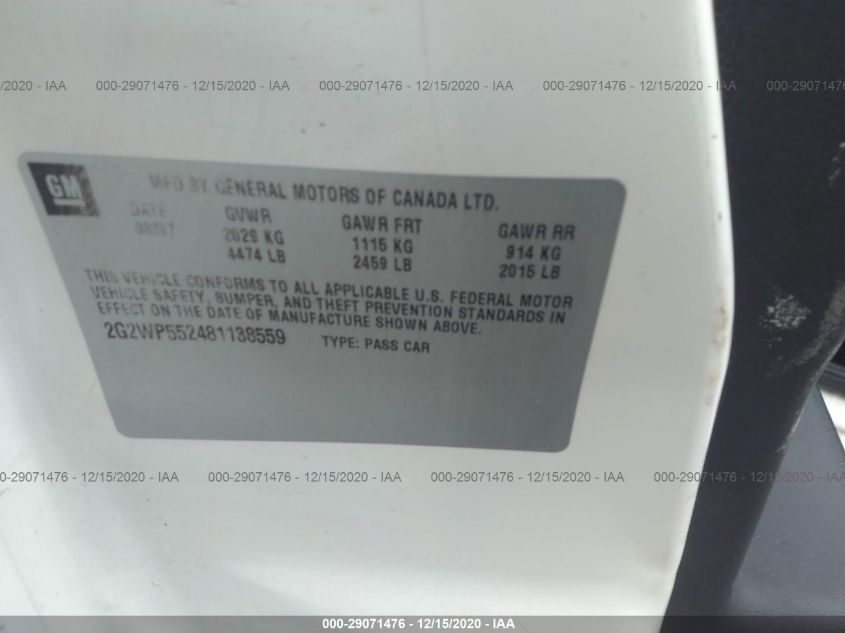 000-29071476 - 12/15/2020 - IAA 000-29071476 - 12/15/2020 - IAA 000-29071476 - 12/15/2020 - IAA 000-29071476 - 12/15/2020 - IAA
GM
MFD BY GENERAL MOTORS OF CANADA LTD.
DATE GVWR GAWR FRT GAWR RR
08/07 2029 KG 1115 KG 914 KG
4474 LB 2459 LB 2015 LB
THIS VEHICLE CONFORMS TO ALL APPLICABLE U.S. FEDERAL MOTOR
VEHICLE SAFETY, BUMPER, AND THEFT PREVENTION STANDARDS IN
EFFECT ON THE DATE OF MANUFACTURE SHOWN ABOVE.
2G2WP552481138559 TYPE: PASS CAR
000-29071476 - 12/15/2020 - IAA 000-29071476 - 12/15/2020 - IAA 000-29071476 - 12/15/2020 - IAA 000-29071476 - 12/15/2020 - IAA
000-29071476 - 12/15/2020 - IAA